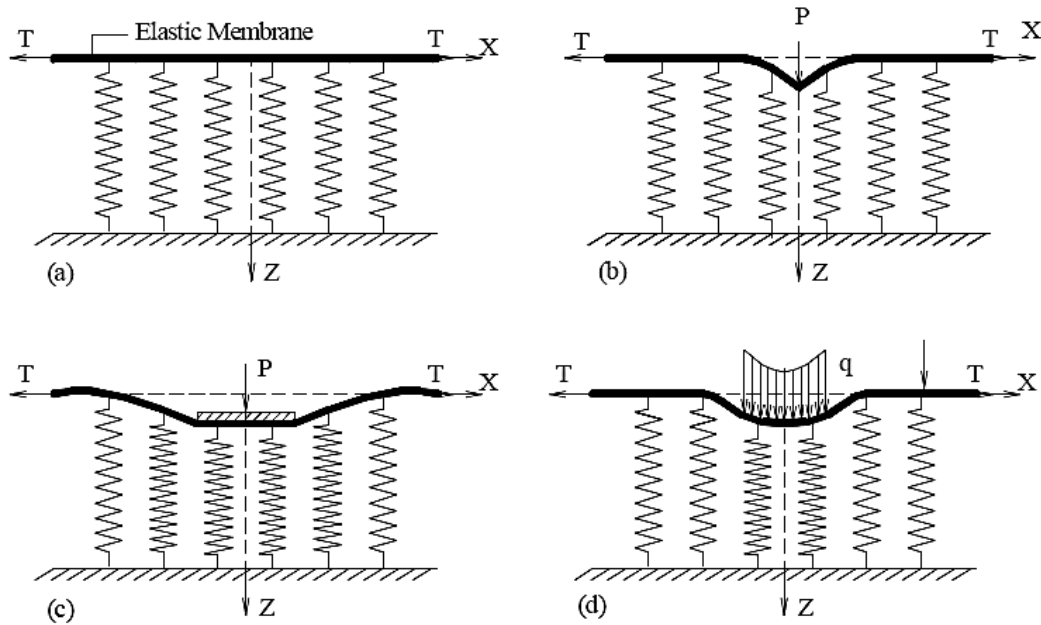 Elastic Membrane
T T X
Z
(a)
P
T T X
Z
(b)
P
T T X
Z
(c)
q
T T X
Z
(d)